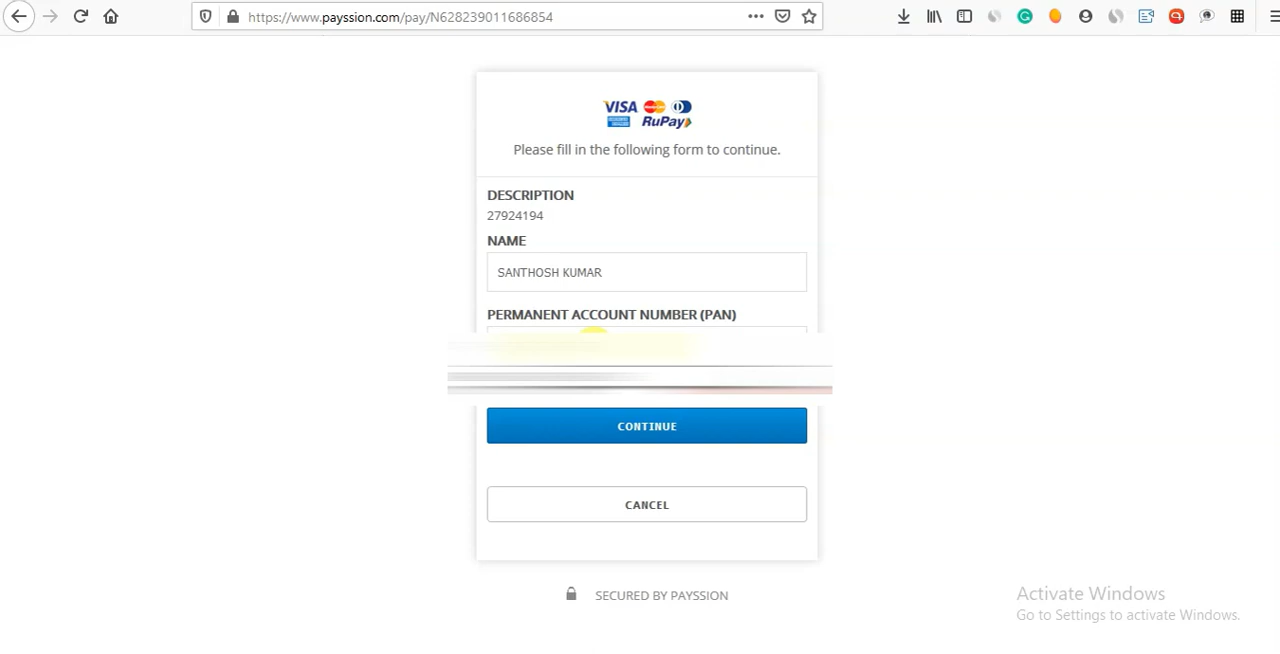 https://www.payssion.com/pay/N628239011686854
VISA
RuPay
Please fill in the following form to continue.
DESCRIPTION
27924194
NAME
SANTHOSH KUMAR
PERMANENT ACCOUNT NUMBER (PAN)
CONTINUE
CANCEL
SECURED BY PAYSSION
Activate Windows
Go to Settings to activate Windows.